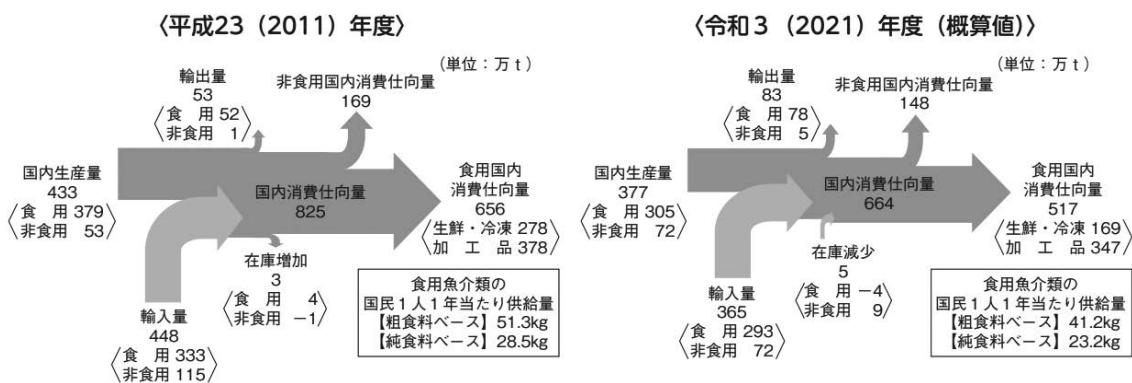 〈平成23（2011）年度〉
（単位：万ｔ）
輸出量
53
食　用 52
非食用　1
非食用国内消費仕向量
169
国内生産量
433
食　用 379
非食用　53
国内消費仕向量
825
食用国内
消費仕向量
656
生鮮・冷凍 278
加　工　品 378
在庫増加
3
食　用　4
非食用 −1
輸入量
448
食　用 333
非食用 115
食用魚介類の
国民１人１年当たり供給量
【粗食料ベース】51.3kg
【純食料ベース】28.5kg
〈令和３（2021）年度（概算値）〉
（単位：万ｔ）
輸出量
83
食　用 78
非食用　5
非食用国内消費仕向量
148
国内生産量
377
食　用 305
非食用　72
国内消費仕向量
664
食用国内
消費仕向量
517
生鮮・冷凍 169
加　工　品 347
在庫減少
5
食　用 −4
非食用　9
輸入量
365
食　用 293
非食用　72
食用魚介類の
国民１人１年当たり供給量
【粗食料ベース】41.2kg
【純食料ベース】23.2kg